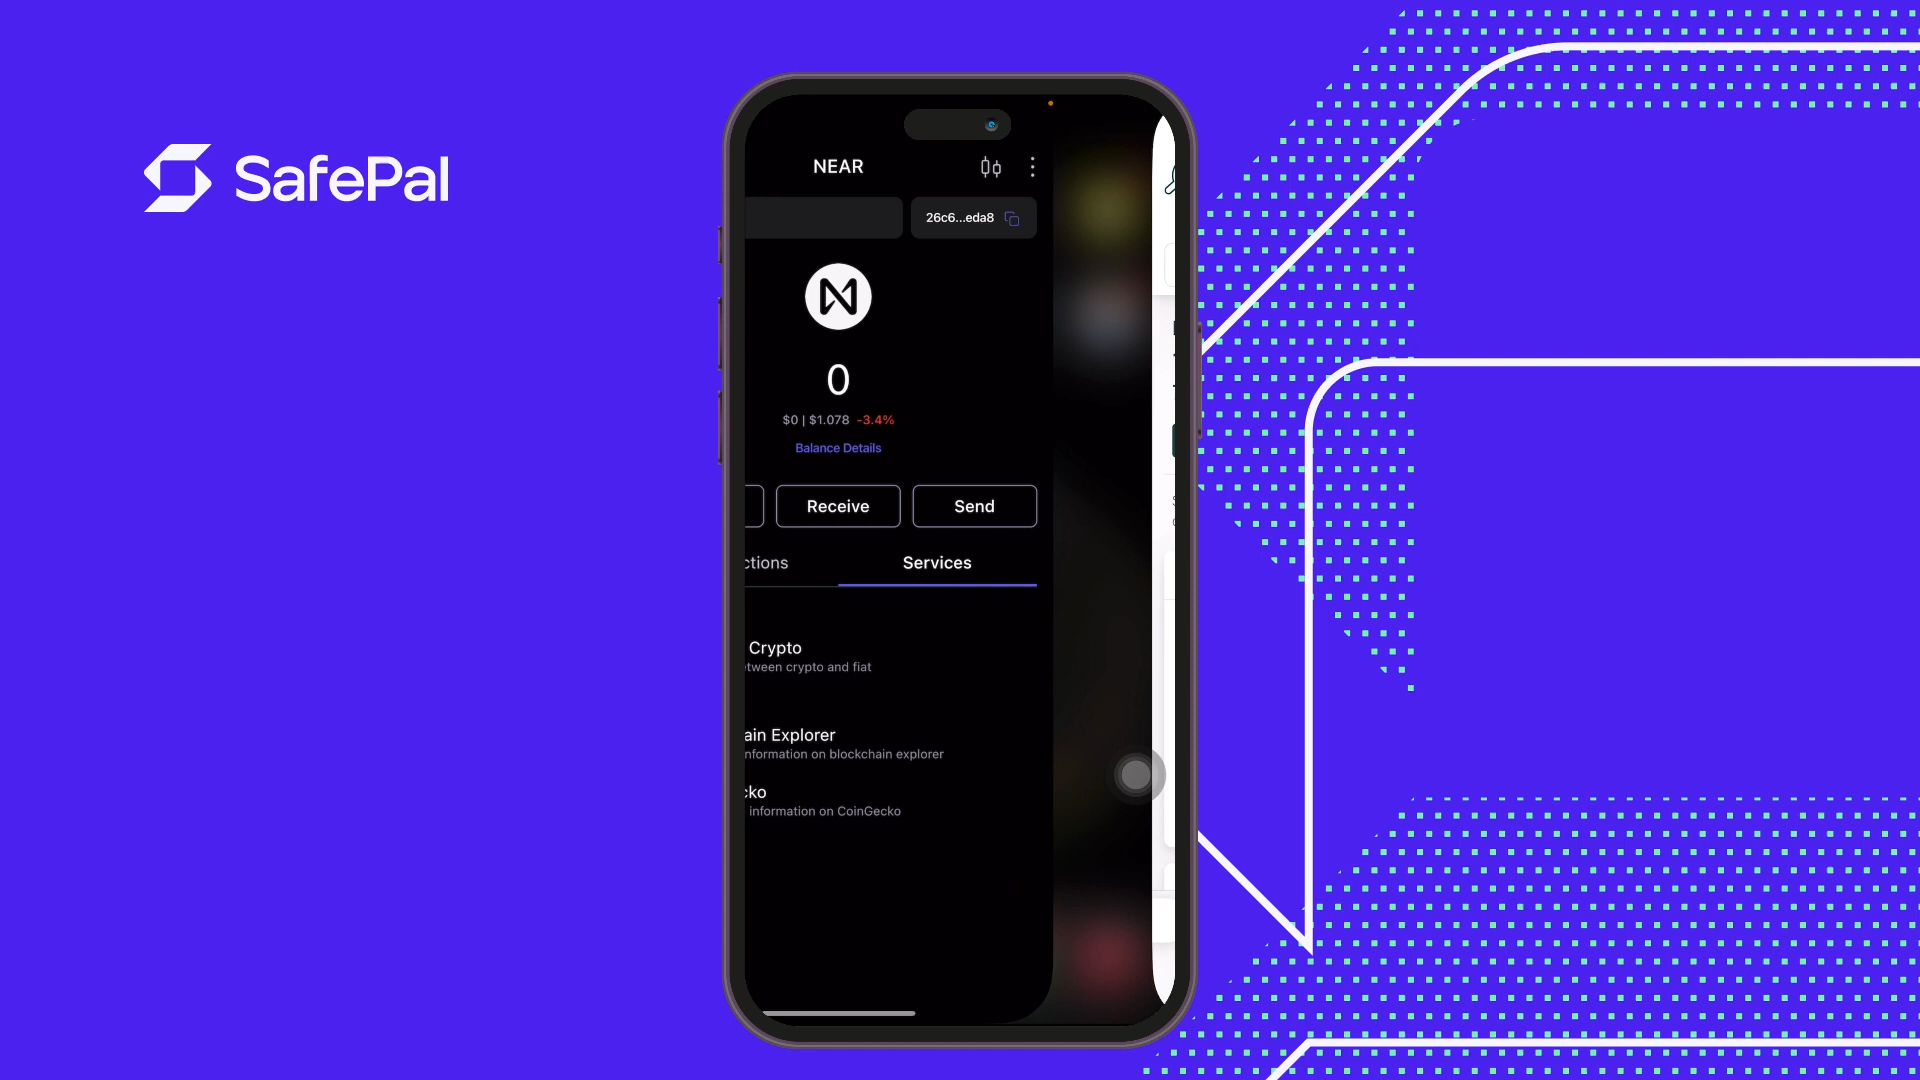 SafePal
NEAR
26c6...eda8
0
$0 | $1.078 -3.4%
Balance Details
Receive
Send
ctions
Services
Crypto
tween crypto and fiat
ain Explorer
nformation on blockchain explorer
cko
information on CoinGecko